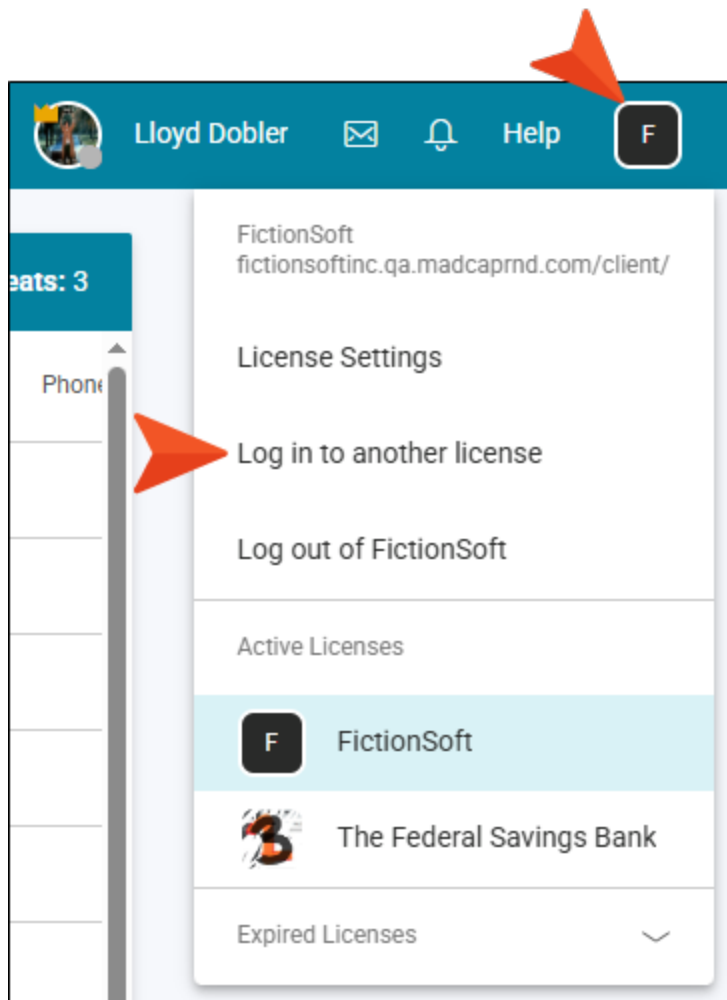 Lloyd Dobler
Help
F
FictionSoft
fictionsoftinc.qa.madcaprnd.com/client/
eats: 3
License Settings
Phone
Log in to another license
Log out of FictionSoft
Active Licenses
F
FictionSoft
3
The Federal Savings Bank
Expired Licenses